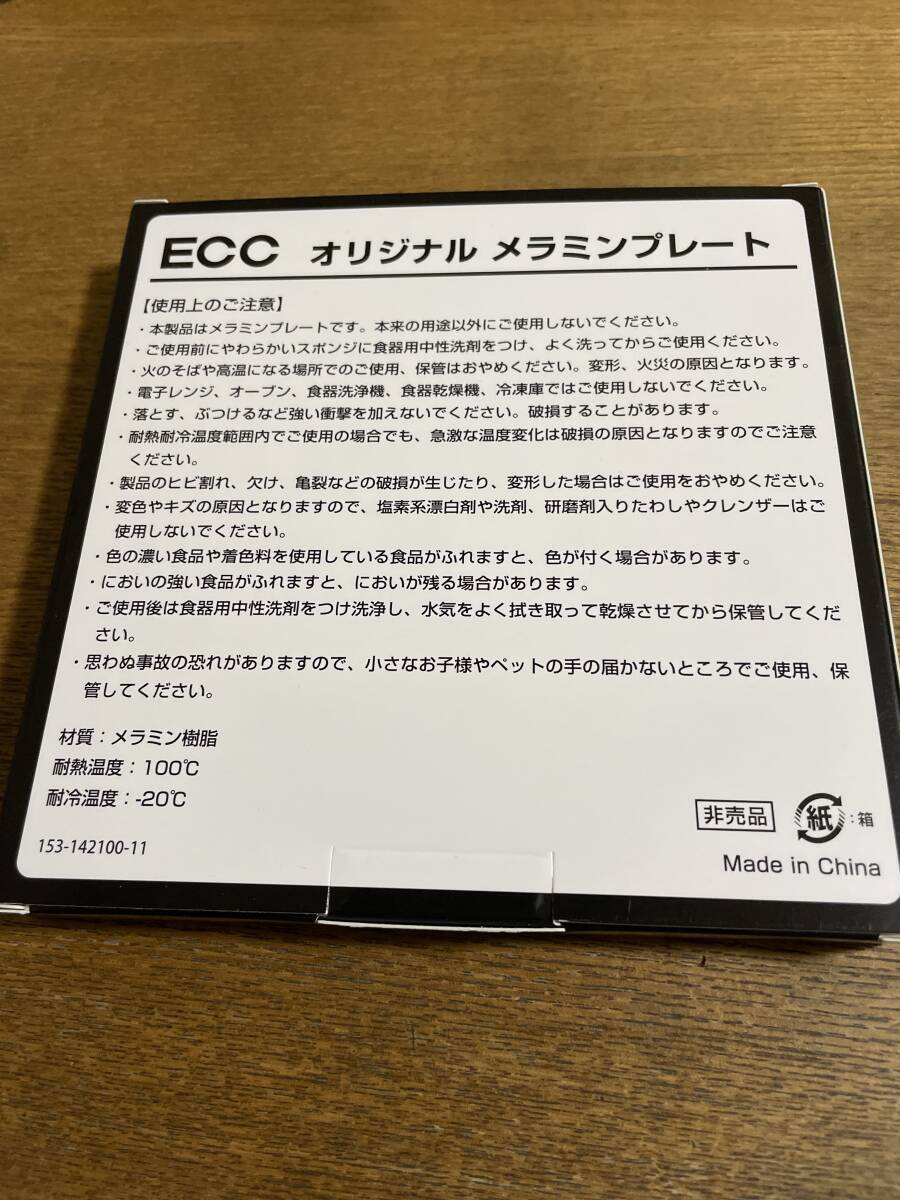 ECC オリジナル メラミンプレート
【使用上のご注意】
・本製品はメラミンプレートです。本来の用途以外にご使用しないでください。
・ご使用前にやわらかいスポンジに食器用中性洗剤をつけ、よく洗ってからご使用ください。
・火のそばや高温になる場所でのご使用、保管はおやめください。変形、火災の原因となります。
・電子レンジ、オーブン、食器洗浄機、食器乾燥機、冷凍庫ではご使用しないでください。
・落とす、ぶつけるなど強い衝撃を加えないでください。破損することがあります。
・耐熱耐冷温度範囲内でご使用の場合でも、急激な温度変化は破損の原因となりますのでご注意
ください。
・製品のヒビ割れ、欠け、亀裂などの破損が生じたり、変形した場合はご使用をおやめください。
・変色やキズの原因となりますので、塩素系漂白剤や洗剤、研磨剤入りたわしやクレンザーはご
使用しないでください。
・色の濃い食品や着色料を使用している食品がふれますと、色が付く場合があります。
・においの強い食品がふれますと、においが残る場合があります。
・ご使用後は食器用中性洗剤をつけ洗浄し、水気をよく拭き取って乾燥させてから保管してくだ
さい。
・思わぬ事故の恐れがありますので、小さなお子様やペットの手の届かないところでご使用、保
管してください。
材質：メラミン樹脂
耐熱温度：100℃
耐冷温度：-20℃
153-142100-11
非売品 紙：箱
Made in China